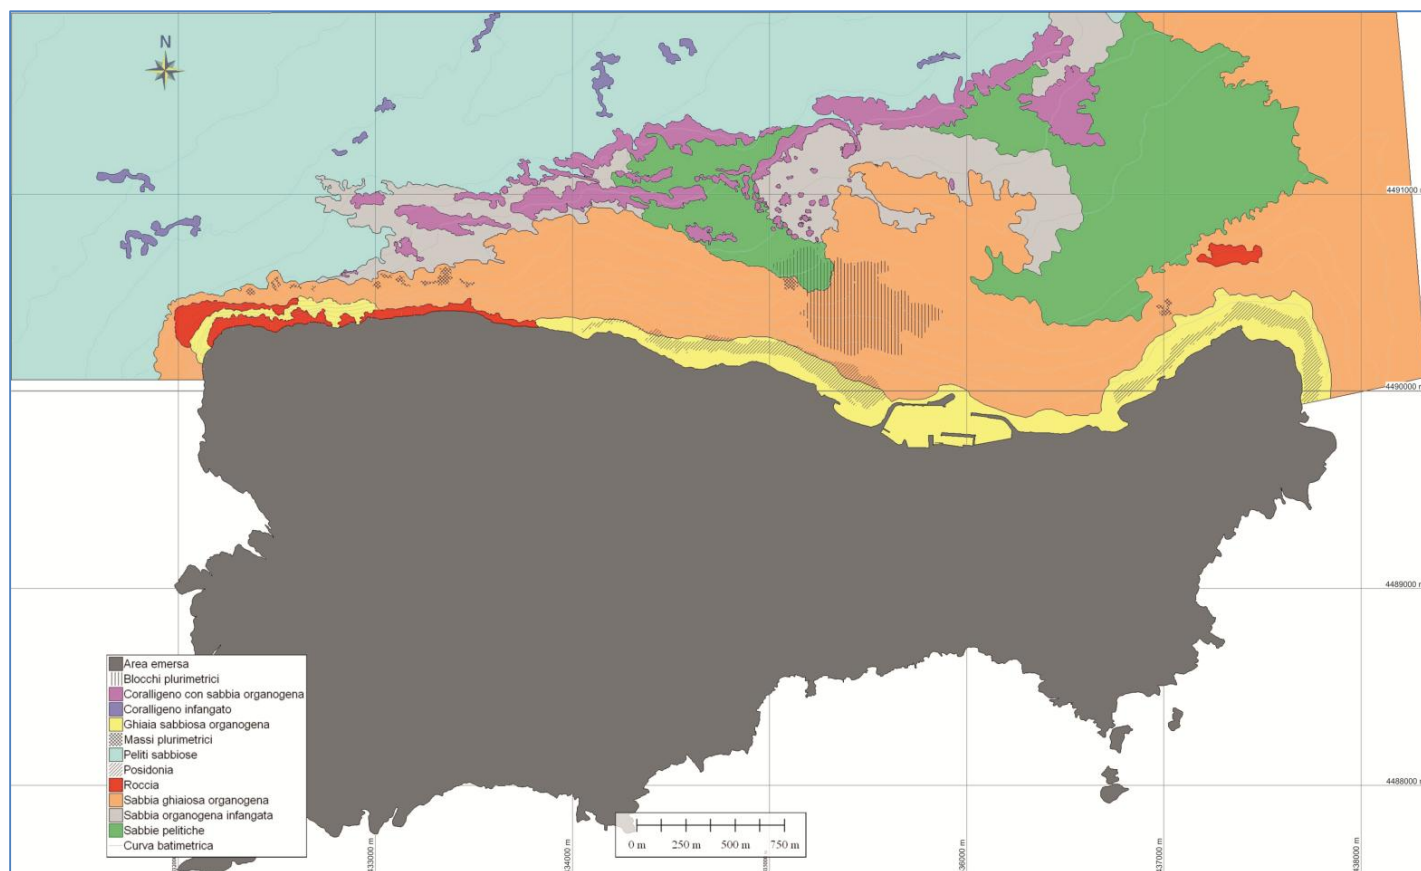 N
4491000 m
4490000 m
4489000 m
4488000 m
Area emersa
Blocchi plurimetrici
Coralligeno con sabbia organogena
Coralligeno infangato
Ghiaia sabbiosa organogena
Massi plurimetrici
Peliti sabbiose
Posidonia
Roccia
Sabbia ghiaiosa organogena
Sabbia organogena infangata
Sabbie pelitiche
Curva batimetrica
0 m 250 m 500 m 750 m
433000 m
434000 m
436000 m
437000 m
438000 m